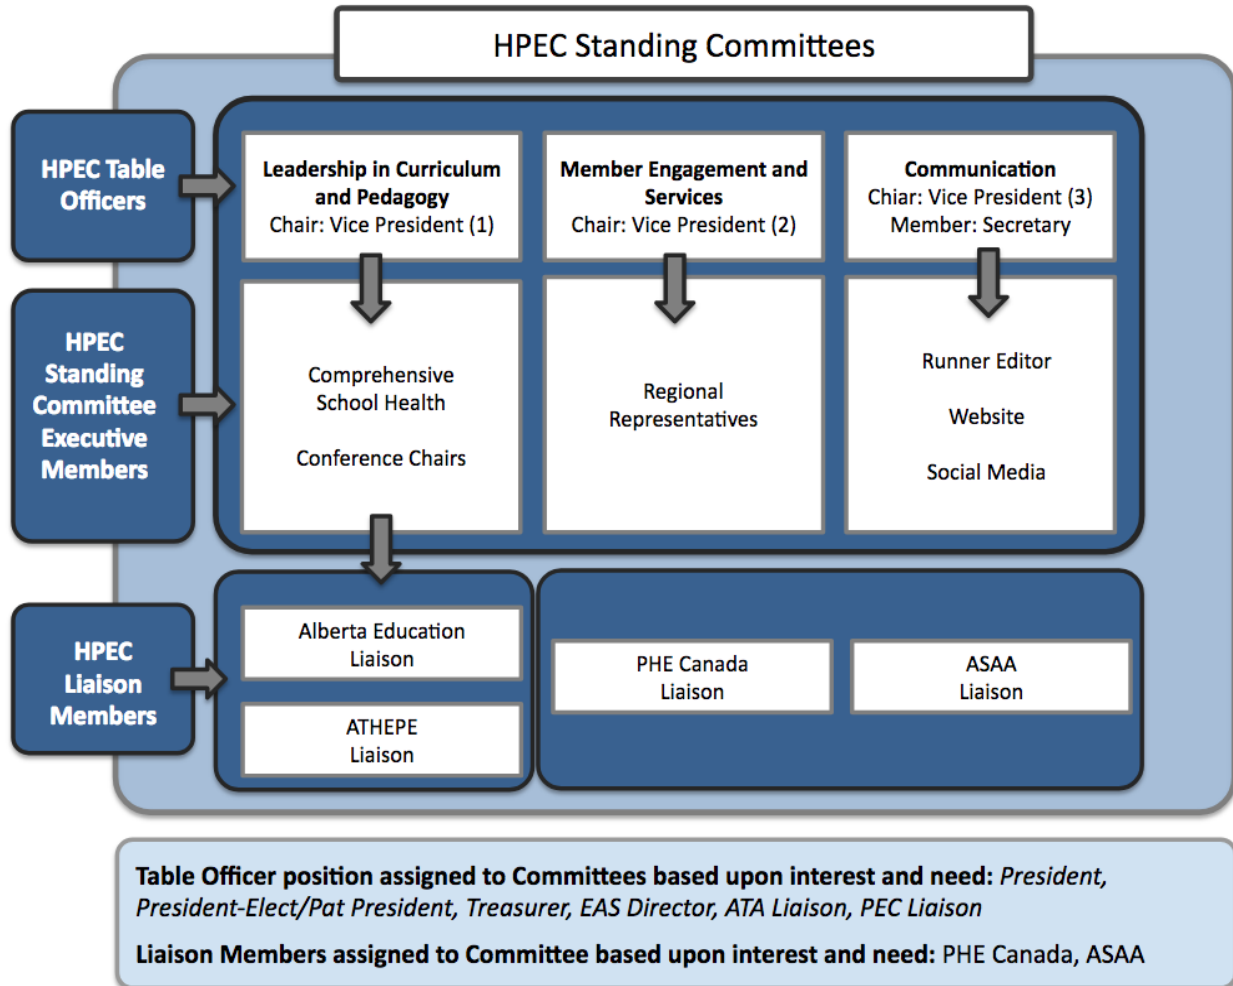 HPEC Standing Committees
HPEC Table
Officers
Leadership in Curriculum
and Pedagogy
Chair: Vice President (1)
Member Engagement and
Services
Chair: Vice President (2)
Communication
Chiar: Vice President (3)
Member: Secretary
HPEC
Standing
Committee
Executive
Members
Comprehensive
School Health
Conference Chairs
Regional
Representatives
Runner Editor
Website
Social Media
HPEC
Liaison
Members
Alberta Education
Liaison
ATHEPE
Liaison
PHE Canada
Liaison
ASAA
Liaison
Table Officer position assigned to Committees based upon interest and need: President,
President-Elect/Pat President, Treasurer, EAS Director, ATA Liaison, PEC Liaison
Liaison Members assigned to Committee based upon interest and need: PHE Canada, ASAA